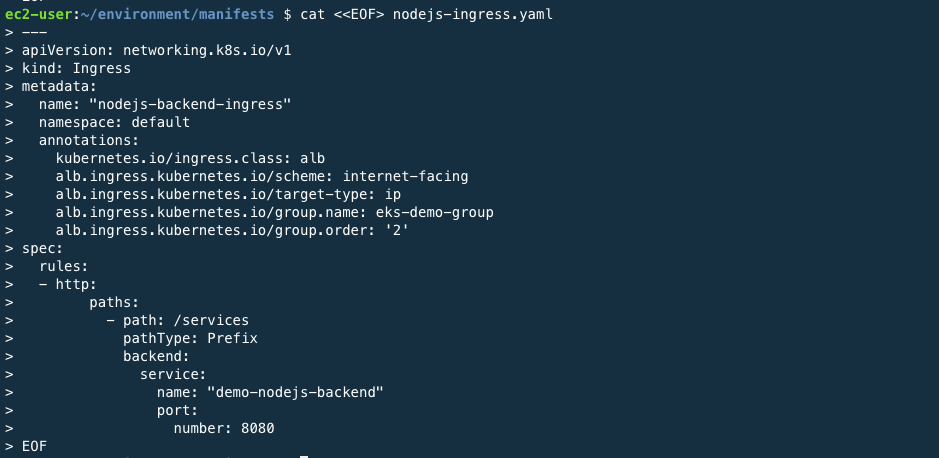 ec2-user:~/environment/manifests $ cat <<EOF> nodejs-ingress.yaml
> ---
> apiVersion: networking.k8s.io/v1
> kind: Ingress
> metadata:
>   name: "nodejs-backend-ingress"
>   namespace: default
>   annotations:
>     kubernetes.io/ingress.class: alb
>     alb.ingress.kubernetes.io/scheme: internet-facing
>     alb.ingress.kubernetes.io/target-type: ip
>     alb.ingress.kubernetes.io/group.name: eks-demo-group
>     alb.ingress.kubernetes.io/group.order: '2'
> spec:
>   rules:
>   - http:
>         paths:
>           - path: /services
>             pathType: Prefix
>             backend:
>               service:
>                 name: "demo-nodejs-backend"
>                 port:
>                   number: 8080
> EOF